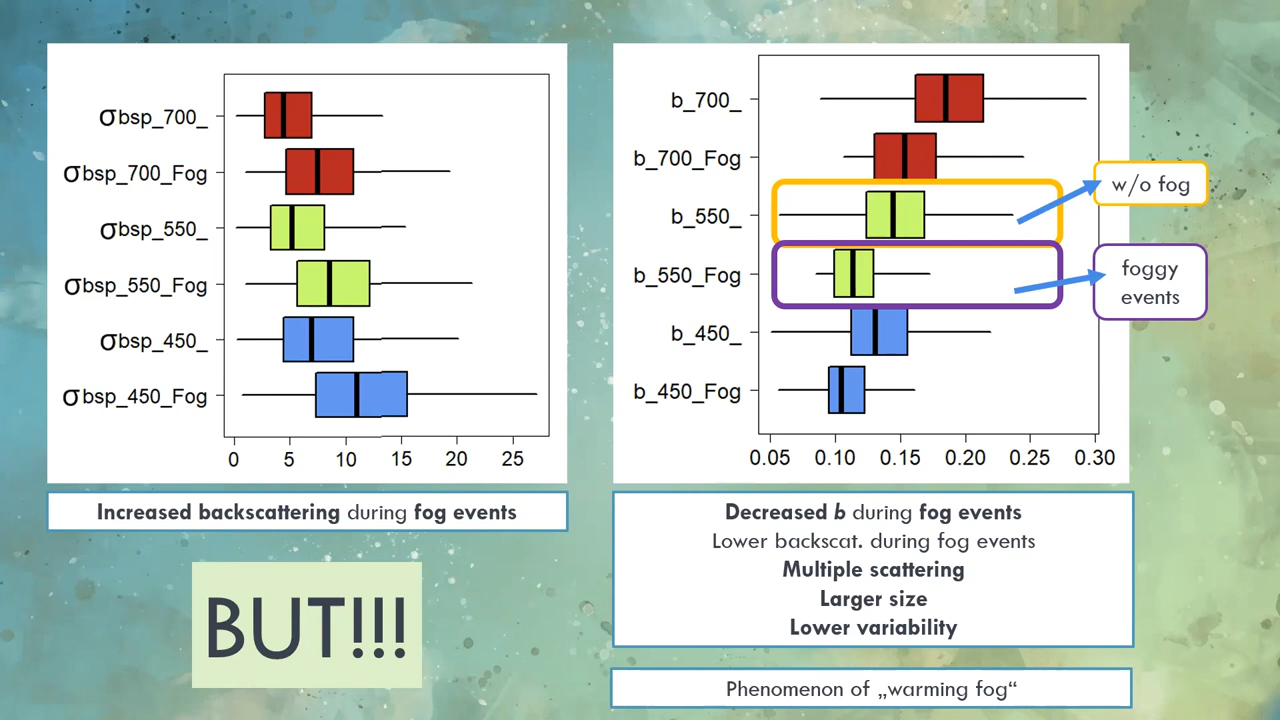 σbsp_700_
σbsp_700_Fog
σbsp_550_
σbsp_550_Fog
σbsp_450_
σbsp_450_Fog
0 5 10 15 20 25
Increased backscattering during fog events
BUT!!!
b_700_
b_700_Fog
b_550_
b_550_Fog
b_450_
b_450_Fog
0.05 0.10 0.15 0.20 0.25 0.30
w/o fog
foggy
events
Decreased b during fog events
Lower backscat. during fog events
Multiple scattering
Larger size
Lower variability
Phenomenon of „warming fog“